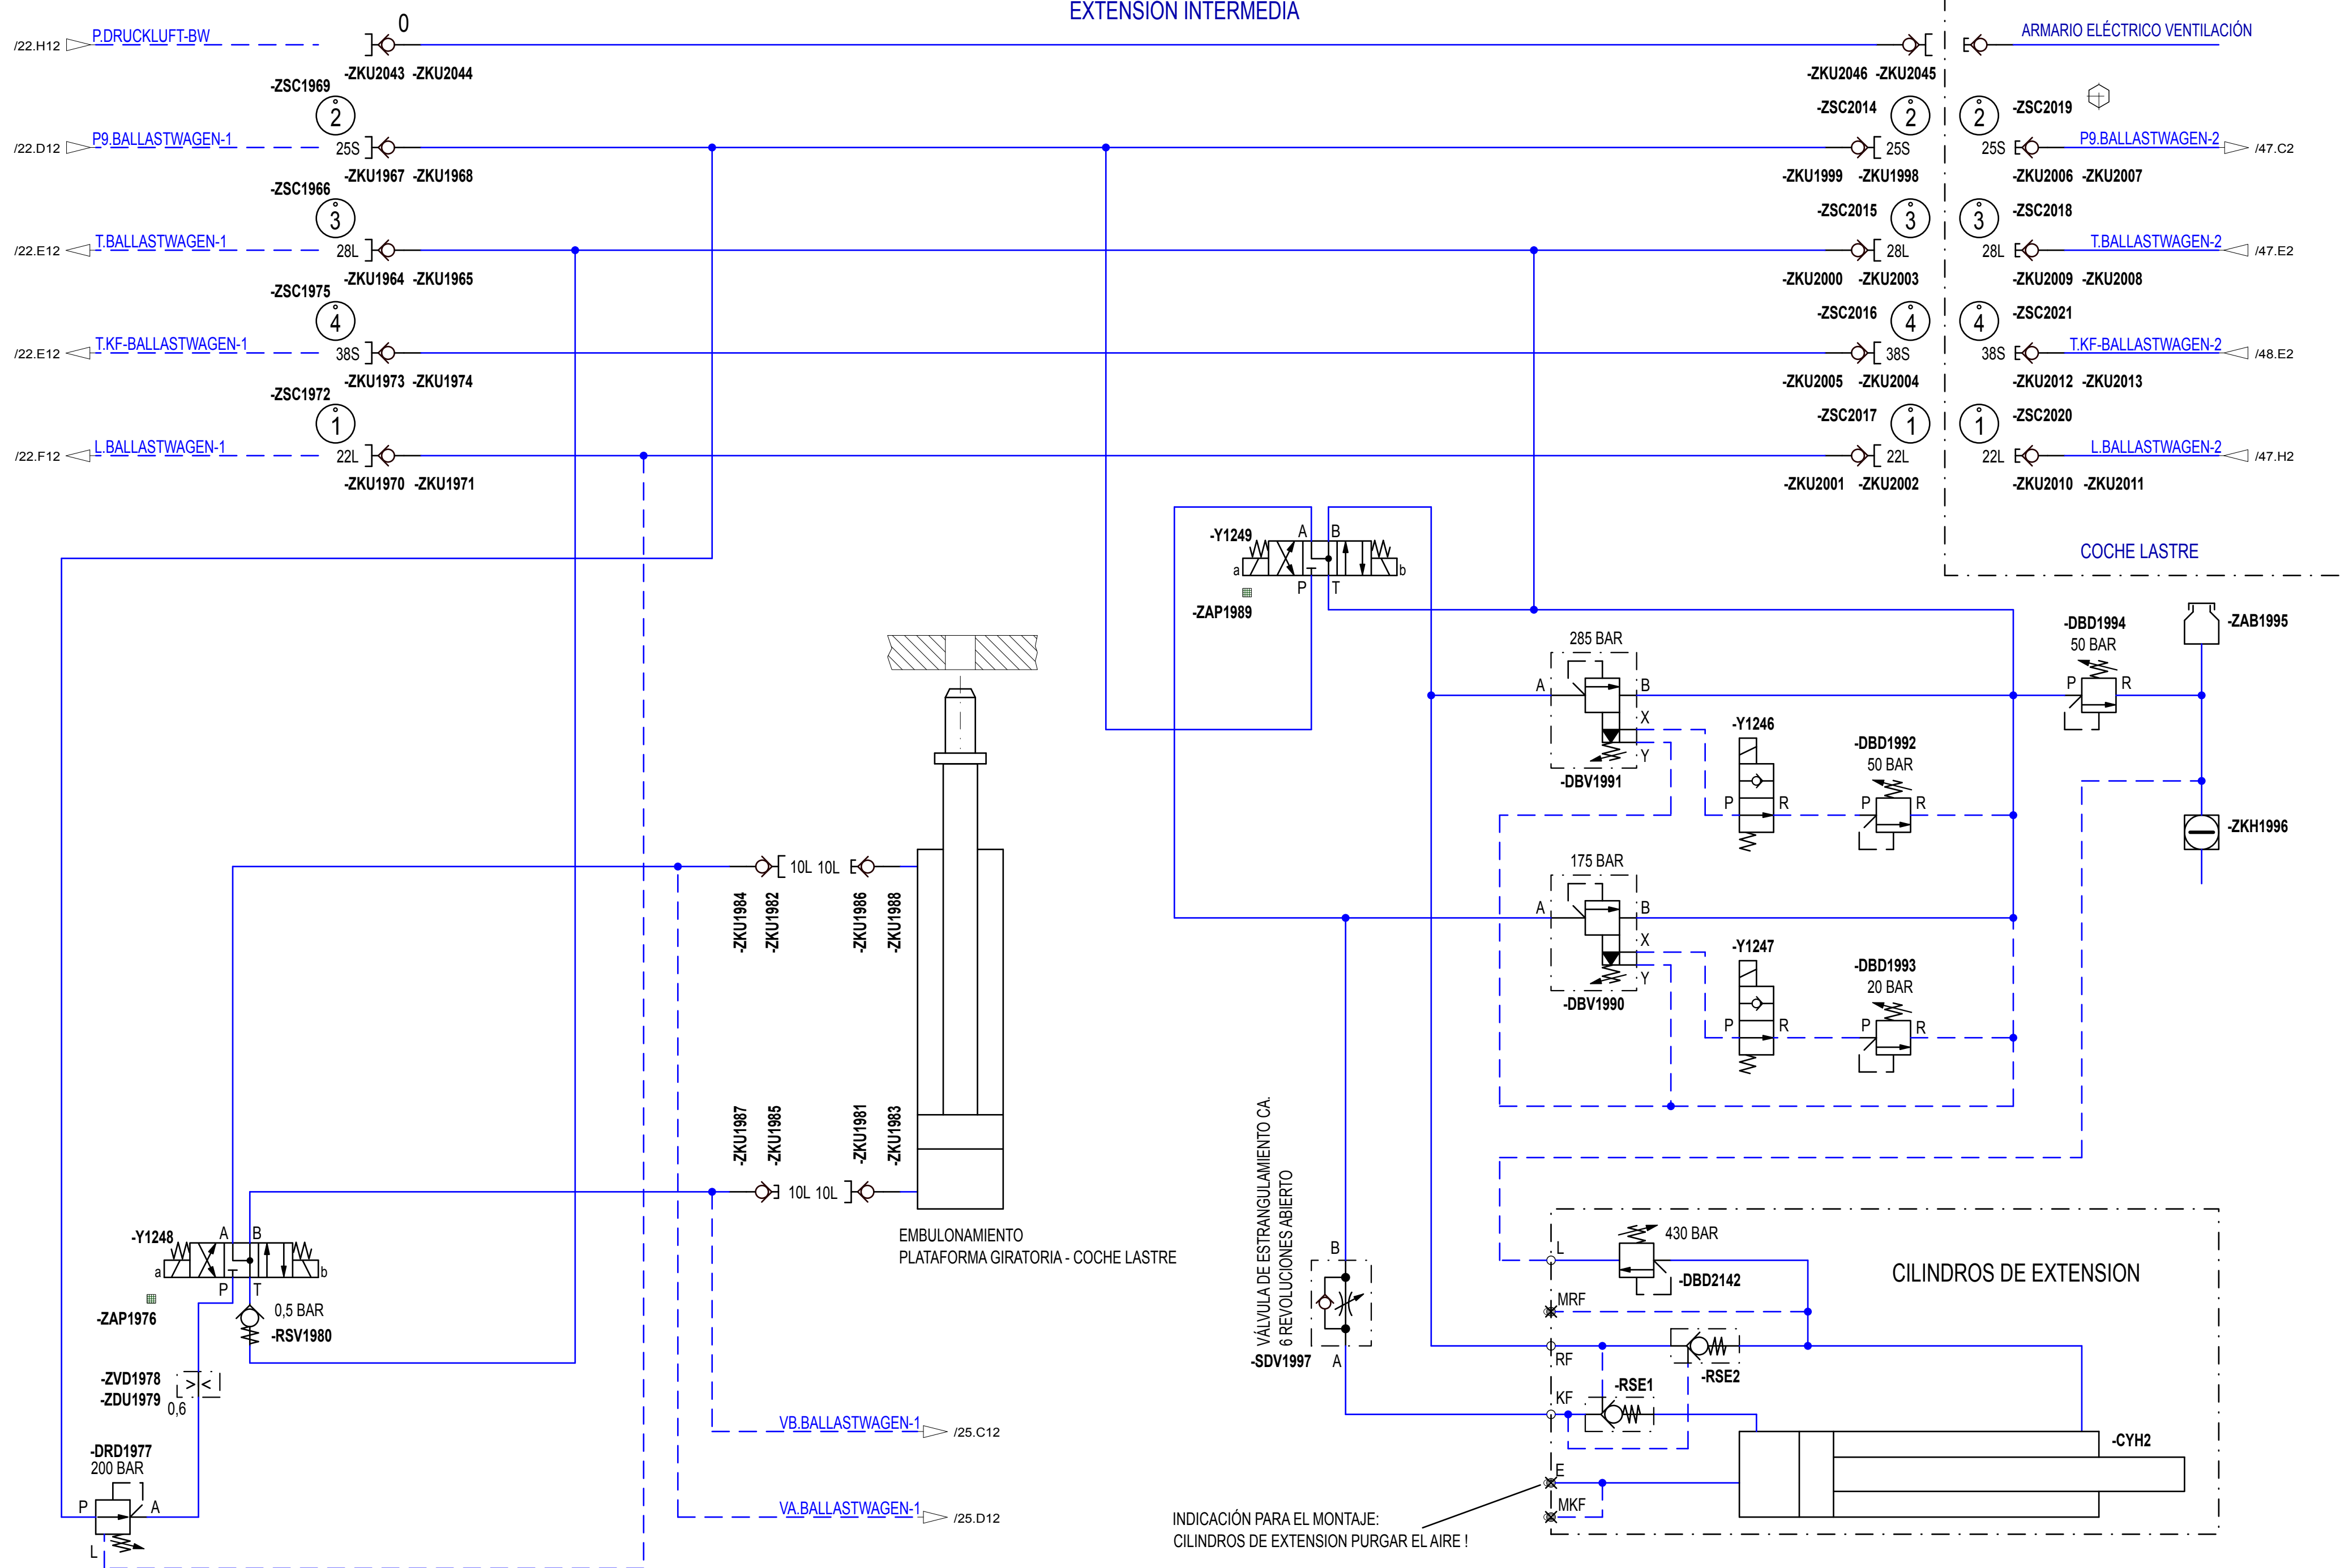 EXTENSION INTERMEDIA
0
/22.H12
P.DRUCKLUFT-BW
-ZKU2043 -ZKU2044
-ZKU2046 -ZKU2045
ARMARIO ELÉCTRICO VENTILACIÓN
-ZSC1969
2
/22.D12
P9.BALLASTWAGEN-1
25S
-ZKU1967 -ZKU1968
-ZSC2014
2
25S
-ZKU1999 -ZKU1998
2
-ZSC2019
25S
P9.BALLASTWAGEN-2
/47.C2
-ZKU2006 -ZKU2007
-ZSC1966
3
/22.E12
T.BALLASTWAGEN-1
28L
-ZKU1964 -ZKU1965
-ZSC2015
3
28L
-ZKU2000 -ZKU2003
3
-ZSC2018
28L
T.BALLASTWAGEN-2
/47.E2
-ZKU2009 -ZKU2008
-ZSC1975
4
/22.E12
T.KF-BALLASTWAGEN-1
38S
-ZKU1973 -ZKU1974
-ZSC2016
4
38S
-ZKU2005 -ZKU2004
4
-ZSC2021
38S
T.KF-BALLASTWAGEN-2
/48.E2
-ZKU2012 -ZKU2013
-ZSC1972
1
/22.F12
L.BALLASTWAGEN-1
22L
-ZKU1970 -ZKU1971
-ZSC2017
1
22L
-ZKU2001 -ZKU2002
1
-ZSC2020
22L
L.BALLASTWAGEN-2
/47.H2
-ZKU2010 -ZKU2011
COCHE LASTRE
-Y1249
A B
a b
P T
-ZAP1989
285 BAR
A B
X
Y
-DBV1991
-Y1246
P R
-DBD1992
50 BAR
P R
-DBD1994
50 BAR
P R
-ZAB1995
-ZKH1996
175 BAR
A B
X
Y
-DBV1990
-Y1247
P R
-DBD1993
20 BAR
P R
10L 10L
-ZKU1984
-ZKU1982
-ZKU1986
-ZKU1988
-ZKU1987
-ZKU1985
-ZKU1981
-ZKU1983
10L 10L
EMBULONAMIENTO
PLATAFORMA GIRATORIA - COCHE LASTRE
-Y1248
A B
a b
P T
-ZAP1976
0,5 BAR
-RSV1980
-ZVD1978
-ZDU1979
0,6
-DRD1977
200 BAR
P A
L
VB.BALLASTWAGEN-1
/25.C12
VA.BALLASTWAGEN-1
/25.D12
VÁLVULA DE ESTRANGULAMIENTO CA.
6 REVOLUCIONES ABIERTO
B
-SDV1997
A
L
430 BAR
-DBD2142
CILINDROS DE EXTENSION
MRF
RF
-RSE2
KF
-RSE1
-CYH2
E
MKF
INDICACIÓN PARA EL MONTAJE:
CILINDROS DE EXTENSION PURGAR EL AIRE !